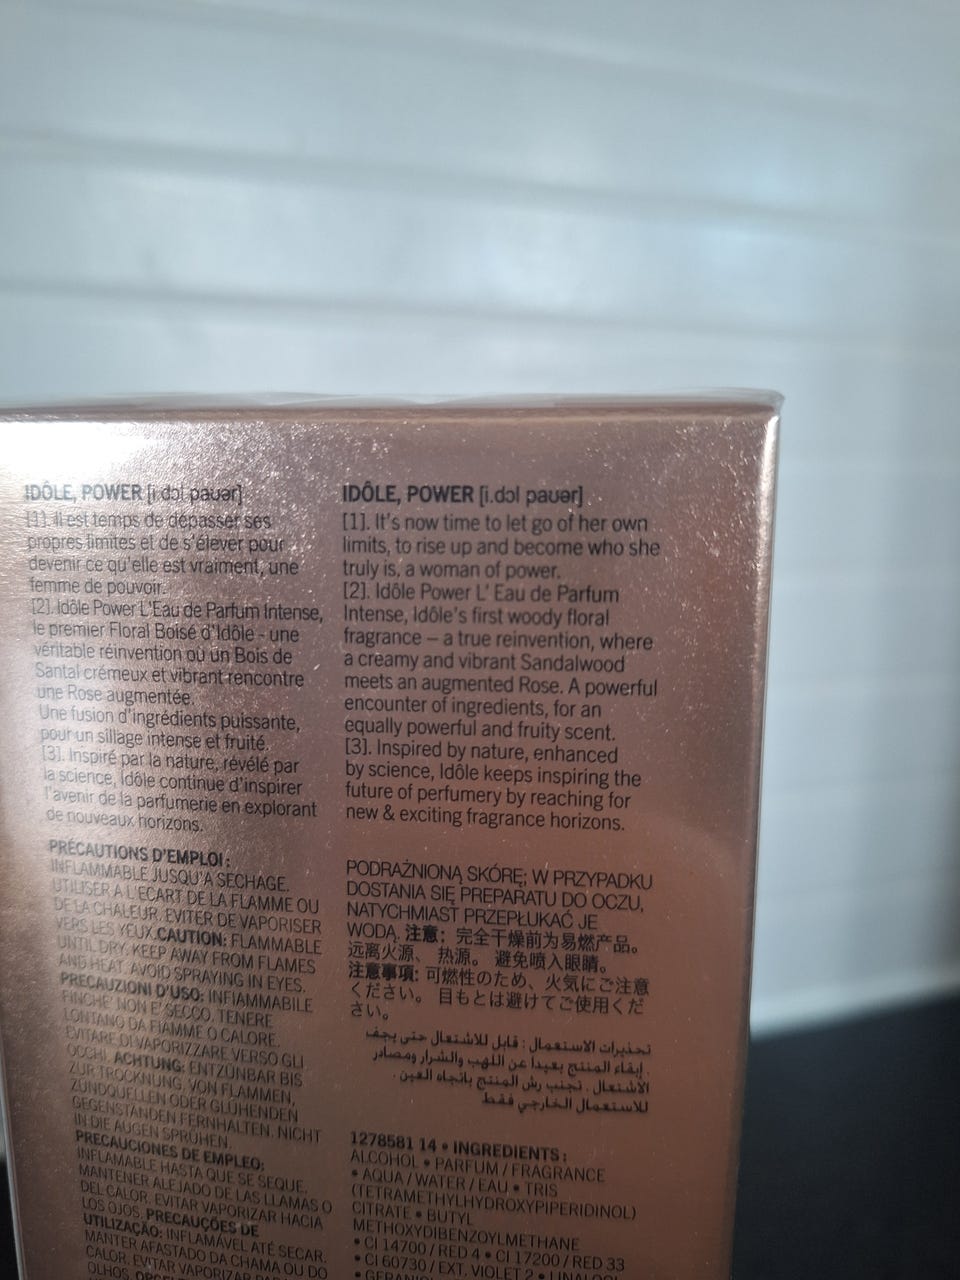 IDÔLE, POWER [i.dɔl paʊər]
[1]. Il est temps de dépasser ses
propres limites et de s'élever pour
devenir ce qu'elle est vraiment, une
femme de pouvoir.
[2]. Idôle Power L'Eau de Parfum Intense,
le premier Floral Boisé d'Idôle - une
véritable réinvention où un Bois de
Santal crémeux et vibrant rencontre
une Rose augmentée.
Une fusion d'ingrédients puissante,
pour un sillage intense et fruité.
[3]. Inspiré par la nature, révélé par
la science, Idôle continue d'inspirer
l'avenir de la parfumerie en explorant
de nouveaux horizons.
PRÉCAUTIONS D'EMPLOI :
INFLAMMABLE JUSQU'A SECHAGE.
UTILISER A L'ECART DE LA FLAMME OU
DE LA CHALEUR. EVITER DE VAPORISER
VERS LES YEUX.CAUTION: FLAMMABLE
UNTIL DRY. KEEP AWAY FROM FLAMES
AND HEAT. AVOID SPRAYING IN EYES.
PRECAUZIONI D'USO: INFIAMMABILE
FINCHE' NON E' SECCO. TENERE
LONTANO DA FIAMME O CALORE.
EVITARE DI VAPORIZZARE VERSO GLI
OCCHI. ACHTUNG: ENTZÜNBAR BIS
ZUR TROCKNUNG. VON FLAMMEN,
ZÜNDQUELLEN ODER GLÜHENDEN
GEGENSTÄNDEN FERNHALTEN. NICHT
IN DIE AUGEN SPRÜHEN.
PRECAUCIONES DE EMPLEO:
INFLAMABLE HASTA QUE SE SEQUE.
MANTENER ALEJADO DE LAS LLAMAS O
DEL CALOR. EVITAR VAPORIZAR HACIA
LOS OJOS. PRECAUÇÕES DE
UTILIZAÇÃO: INFLAMÁVEL ATÉ SECAR.
MANTER AFASTADO DA CHAMA OU DO
CALOR. EVITAR VAPORIZAR
OLHOS.
IDÔLE, POWER [i.dɔl paʊər]
[1]. It's now time to let go of her own
limits, to rise up and become who she
truly is, a woman of power.
[2]. Idôle Power L' Eau de Parfum
Intense, Idôle's first woody floral
fragrance – a true reinvention, where
a creamy and vibrant Sandalwood
meets an augmented Rose. A powerful
encounter of ingredients, for an
equally powerful and fruity scent.
[3]. Inspired by nature, enhanced
by science, Idôle keeps inspiring the
future of perfumery by reaching for
new & exciting fragrance horizons.
PODRAŻNIONĄ SKÓRĘ; W PRZYPADKU
DOSTANIA SIĘ PREPARATU DO OCZU,
NATYCHMIAST PRZEPŁUKAĆ JE
WODĄ. 注意：完全干燥前为易燃产品。
远离火源、热源。避免喷入眼睛。
注意事項: 可燃性のため、火気にご注意
ください。 目もとは避けてご使用くだ
さい。
تحذيرات الاستعمال : قابل للاشتعال حتى يجف
. إبقاء المنتج بعيداً عن اللهب والشرار ومصادر
الاشتعال . تجنب رش المنتج باتجاه العين .
للاستعمال الخارجي فقط
1278581 14 • INGREDIENTS :
ALCOHOL • PARFUM / FRAGRANCE
• AQUA / WATER / EAU • TRIS
(TETRAMETHYLHYDROXYPIPERIDINOL)
CITRATE • BUTYL
METHOXYDIBENZOYLMETHANE
• CI 14700 / RED 4 • CI 17200 / RED 33
• CI 60730 / EXT. VIOLET 2 • LINALOOL